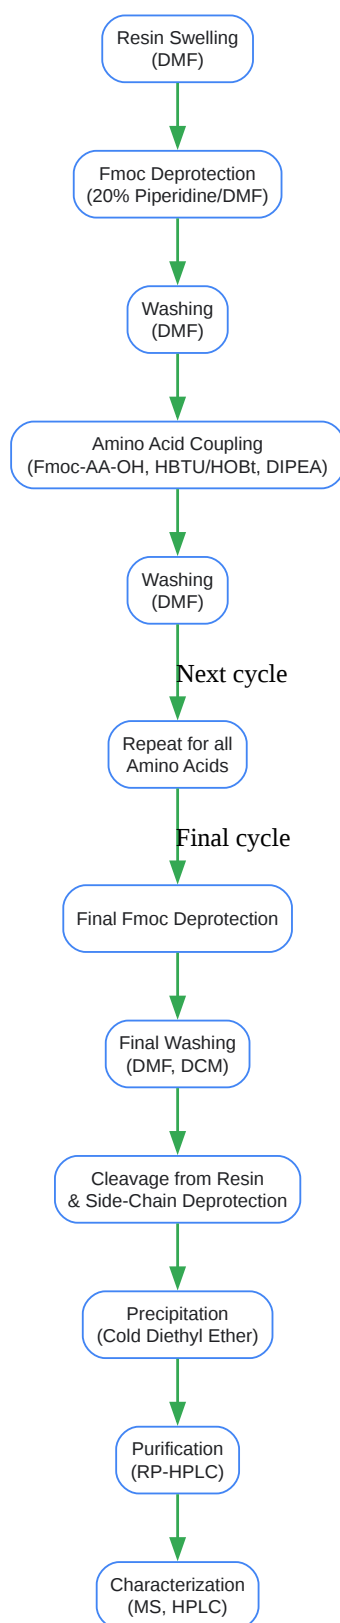 Resin Swelling
(DMF)
Fmoc Deprotection
(20% Piperidine/DMF)
Washing
(DMF)
Amino Acid Coupling
(Fmoc-AA-OH, HBTU/HOBt, DIPEA)
Washing
(DMF)
Next cycle
Repeat for all
Amino Acids
Final cycle
Final Fmoc Deprotection
Final Washing
(DMF, DCM)
Cleavage from Resin
& Side-Chain Deprotection
Precipitation
(Cold Diethyl Ether)
Purification
(RP-HPLC)
Characterization
(MS, HPLC)